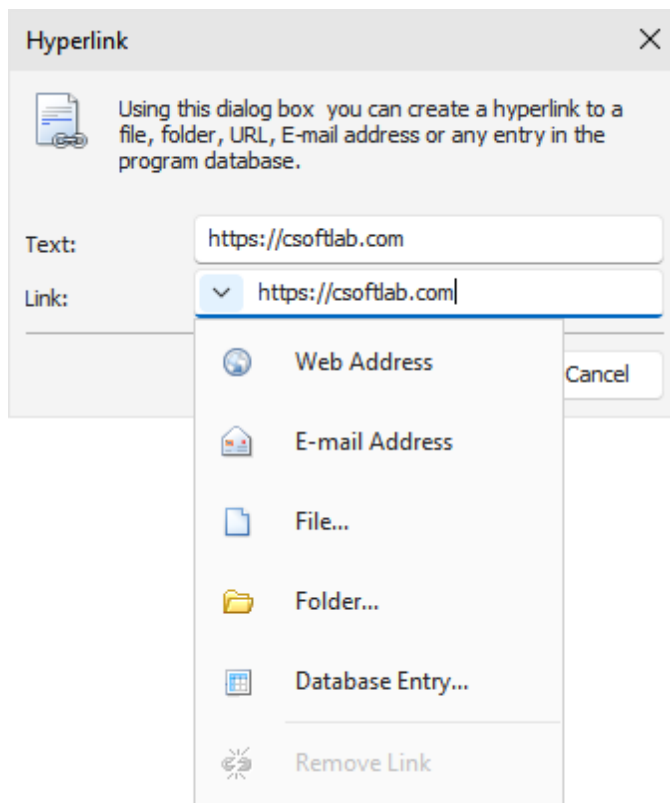 Hyperlink
Using this dialog box you can create a hyperlink to a
file, folder, URL, E-mail address or any entry in the
program database.
Text:
https://csoftlab.com
Link:
https://csoftlab.com
Web Address
Cancel
E-mail Address
File...
Folder...
Database Entry...
Remove Link